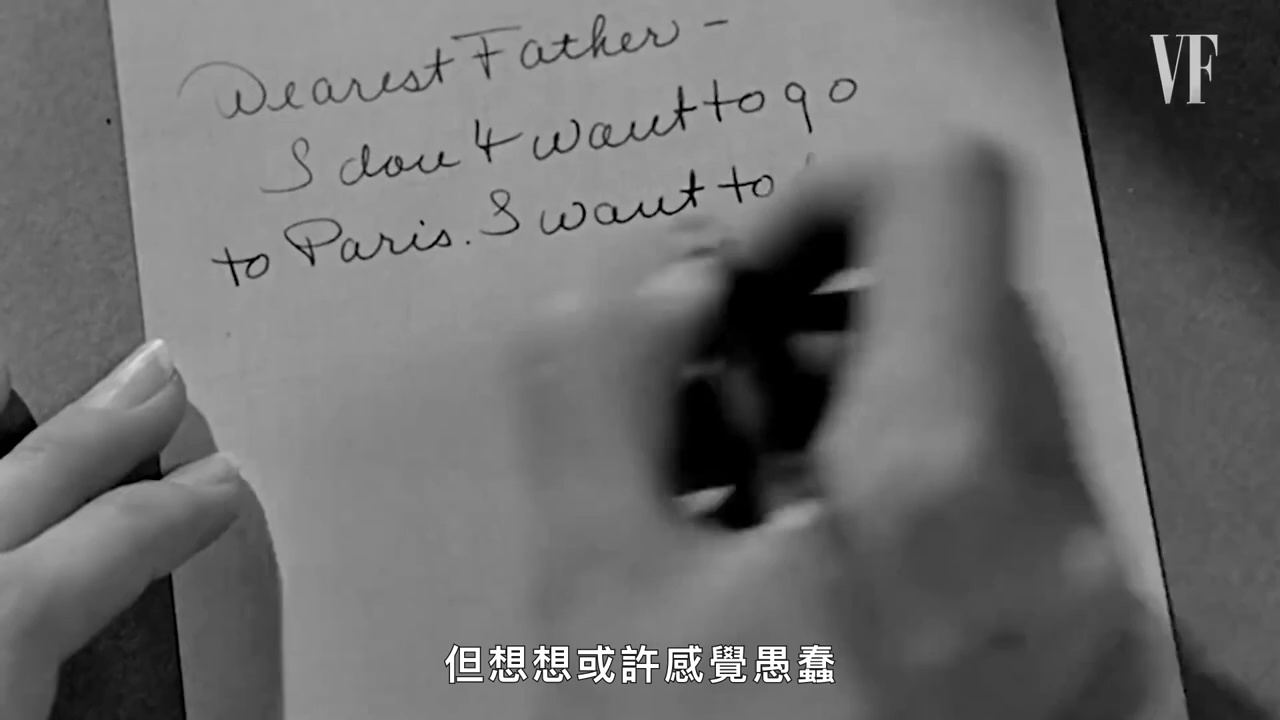 VF
Dearest Father -
I don't want to go
to Paris. I want to
但想想或許感覺愚蠢